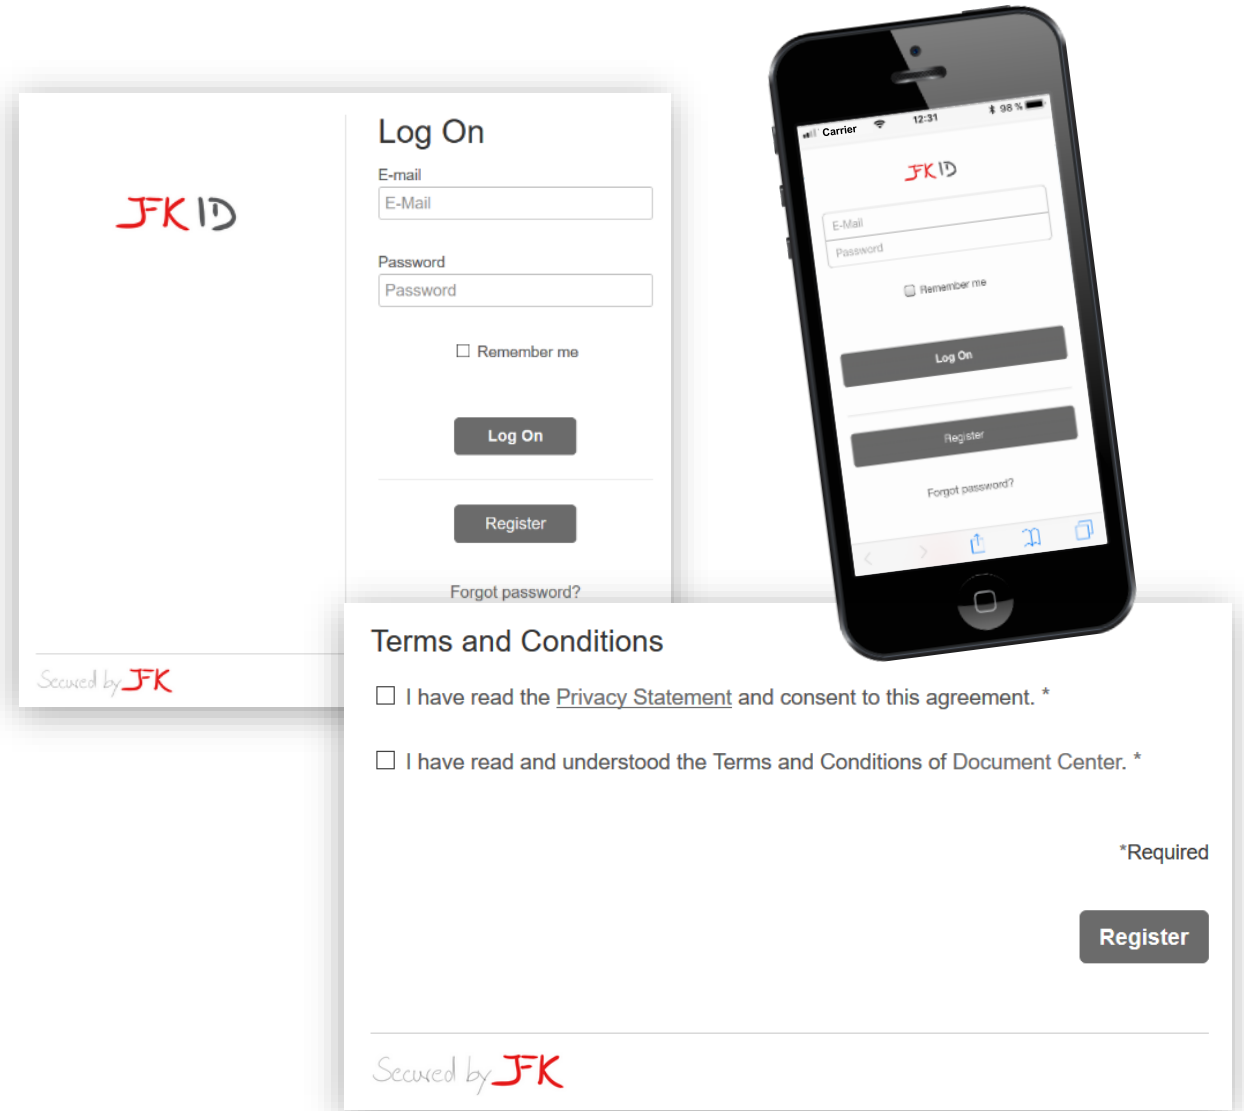 JFK ID
Log On
E-mail
E-Mail
Password
Password
Remember me
Log On
Register
Forgot password?
Secured by JFK
Carrier 12:31 98 %
JFK ID
E-Mail
Password
Remember me
Log On
Register
Forgot password?
Terms and Conditions
I have read the Privacy Statement and consent to this agreement. *
I have read and understood the Terms and Conditions of Document Center. *
*Required
Register
Secured by JFK